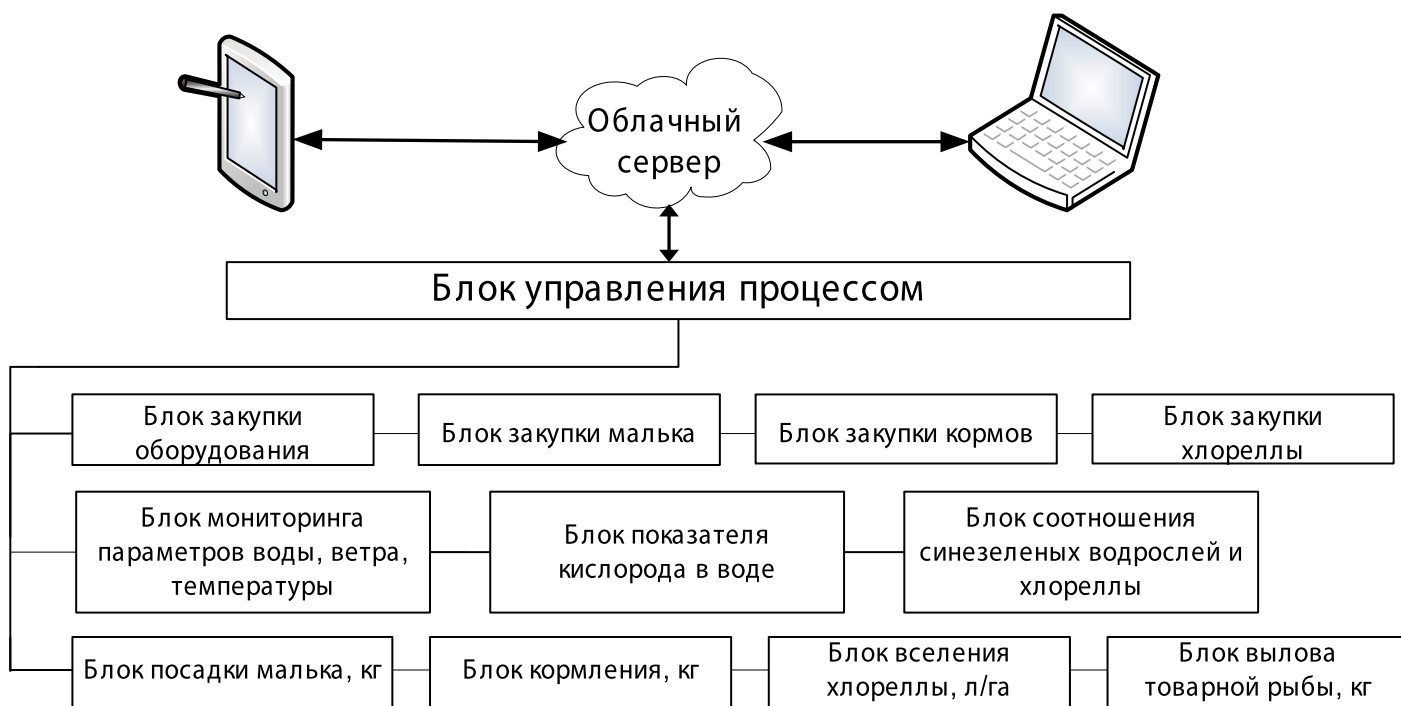 Облачный
сервер
Блок управления процессом
Блок закупки
оборудования
Блок закупки малька
Блок закупки кормов
Блок закупки
хлореллы
Блок мониторинга
параметров воды, ветра,
температуры
Блок показателя
кислорода в воде
Блок соотношения
синезеленых водрослей и
хлореллы
Блок посадки малька, кг
Блок кормления, кг
Блок вселения
хлореллы, л/га
Блок вылова
товарной рыбы, кг